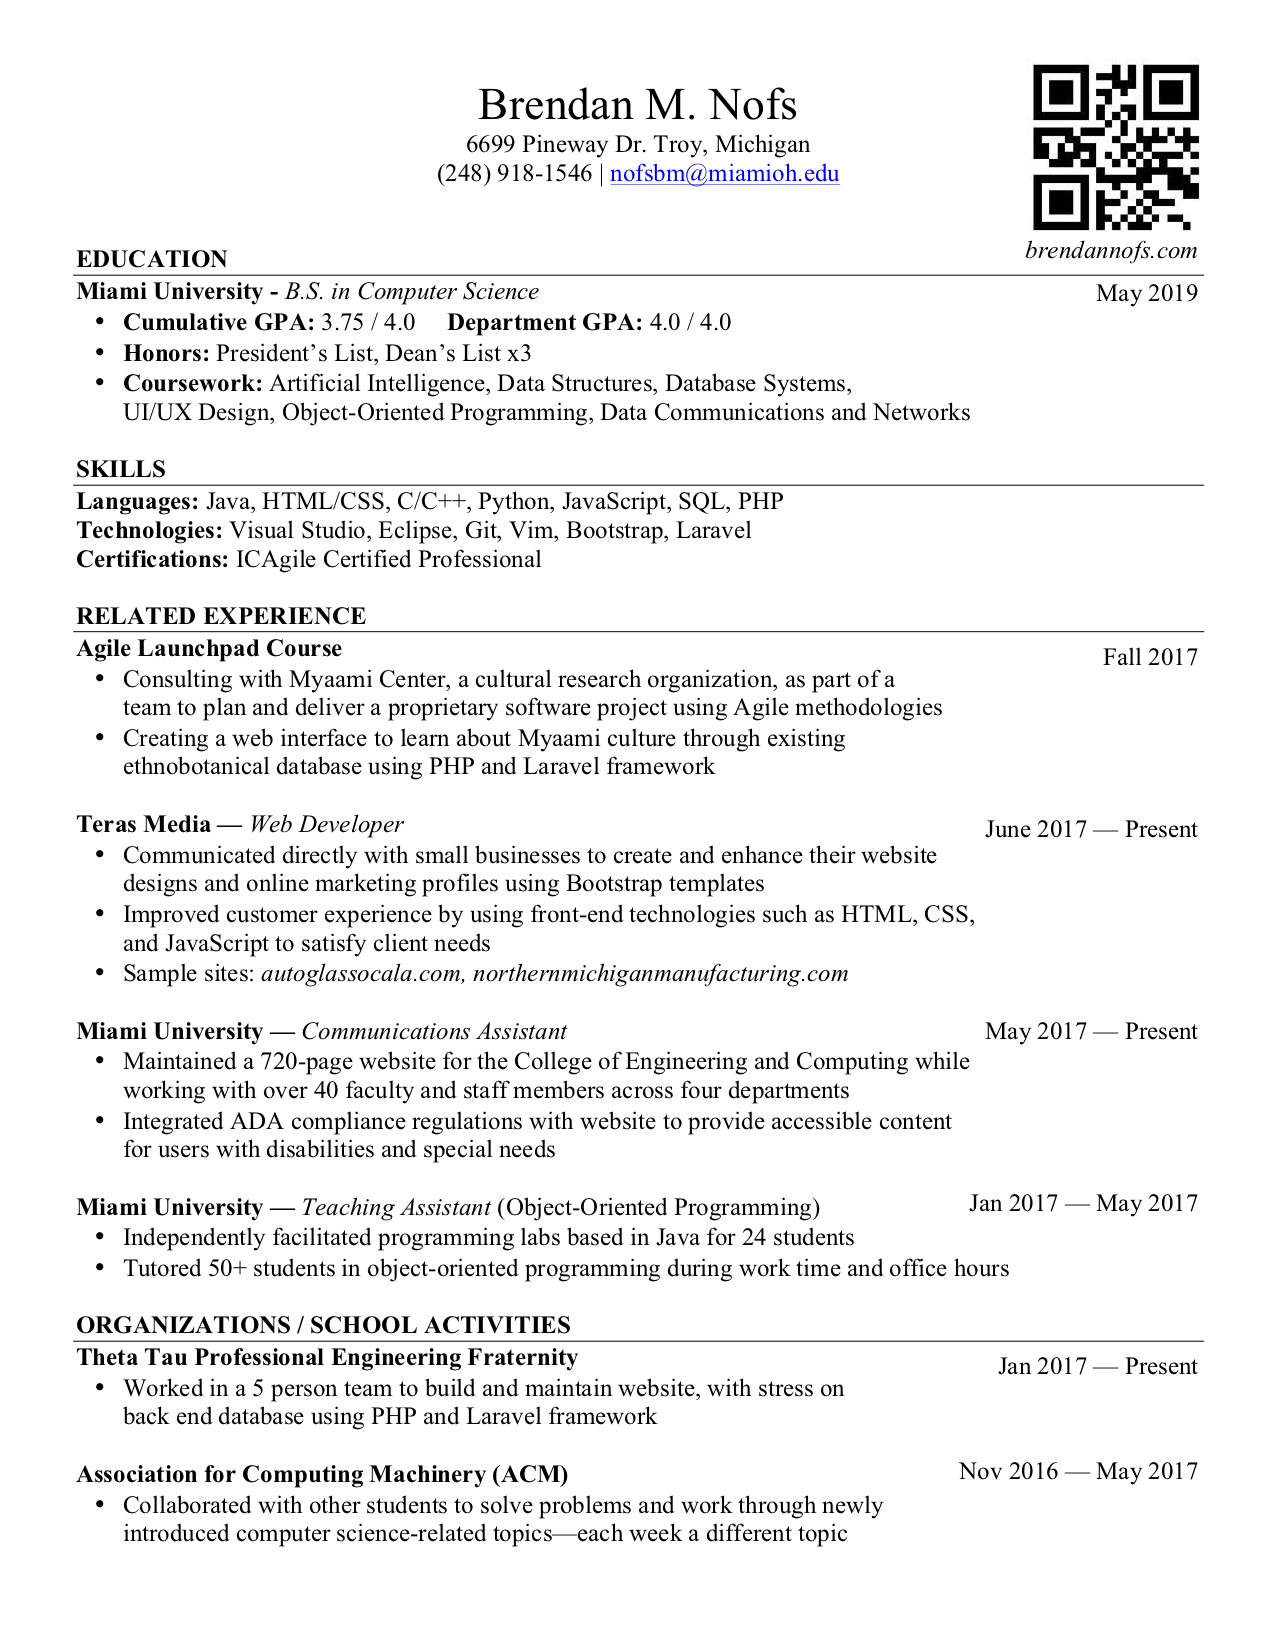 Brendan M. Nofs
6699 Pineway Dr. Troy, Michigan
(248) 918-1546 | nofsbm@miamioh.edu
brendannofs.com
EDUCATION
Miami University - B.S. in Computer Science May 2019
• Cumulative GPA: 3.75 / 4.0 Department GPA: 4.0 / 4.0
• Honors: President’s List, Dean’s List x3
• Coursework: Artificial Intelligence, Data Structures, Database Systems,
UI/UX Design, Object-Oriented Programming, Data Communications and Networks
SKILLS
Languages: Java, HTML/CSS, C/C++, Python, JavaScript, SQL, PHP
Technologies: Visual Studio, Eclipse, Git, Vim, Bootstrap, Laravel
Certifications: ICAgile Certified Professional
RELATED EXPERIENCE
Agile Launchpad Course Fall 2017
• Consulting with Myaami Center, a cultural research organization, as part of a
team to plan and deliver a proprietary software project using Agile methodologies
• Creating a web interface to learn about Myaami culture through existing
ethnobotanical database using PHP and Laravel framework
Teras Media — Web Developer June 2017 — Present
• Communicated directly with small businesses to create and enhance their website
designs and online marketing profiles using Bootstrap templates
• Improved customer experience by using front-end technologies such as HTML, CSS,
and JavaScript to satisfy client needs
• Sample sites: autoglassocala.com, northernmichiganmanufacturing.com
Miami University — Communications Assistant May 2017 — Present
• Maintained a 720-page website for the College of Engineering and Computing while
working with over 40 faculty and staff members across four departments
• Integrated ADA compliance regulations with website to provide accessible content
for users with disabilities and special needs
Miami University — Teaching Assistant (Object-Oriented Programming) Jan 2017 — May 2017
• Independently facilitated programming labs based in Java for 24 students
• Tutored 50+ students in object-oriented programming during work time and office hours
ORGANIZATIONS / SCHOOL ACTIVITIES
Theta Tau Professional Engineering Fraternity Jan 2017 — Present
• Worked in a 5 person team to build and maintain website, with stress on
back end database using PHP and Laravel framework
Association for Computing Machinery (ACM) Nov 2016 — May 2017
• Collaborated with other students to solve problems and work through newly
introduced computer science-related topics—each week a different topic